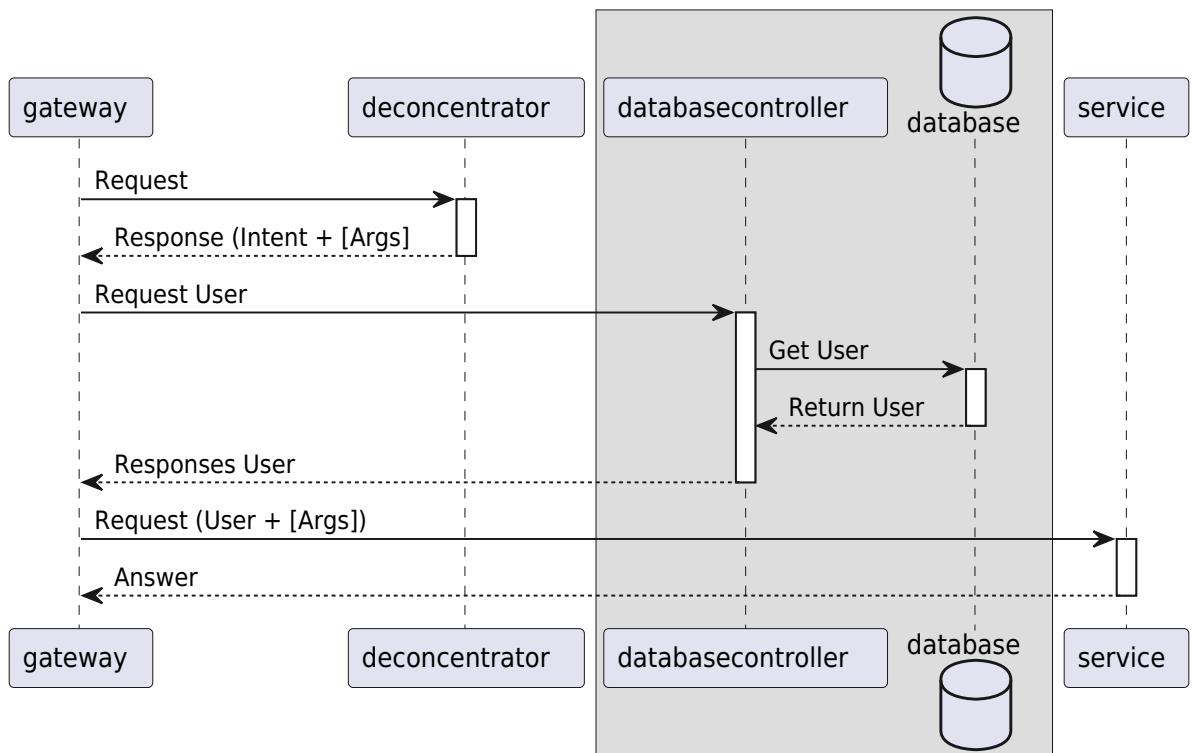 database
gateway
deconcentrator
databasecontroller
service
Request
Response (Intent + [Args]
Request User
Get User
Return User
Responses User
Request (User + [Args])
Answer
gateway
deconcentrator
databasecontroller
database
service